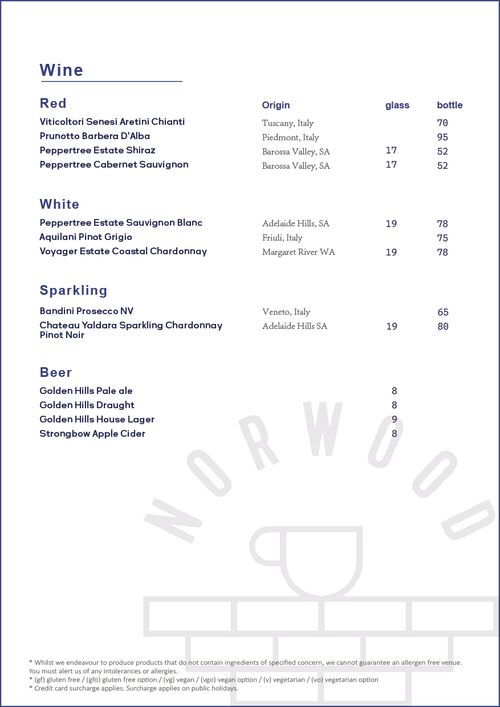 Wine
Red Origin glass bottle
Viticoltori Senesi Aretini Chianti Tuscany, Italy 70
Prunotto Barbera D'Alba Piedmont, Italy 95
Peppertree Estate Shiraz Barossa Valley, SA 17 52
Peppertree Cabernet Sauvignon Barossa Valley, SA 17 52
White
Peppertree Estate Sauvignon Blanc Adelaide Hills, SA 19 78
Aquilani Pinot Grigio Friuli, Italy 75
Voyager Estate Coastal Chardonnay Margaret River WA 19 78
Sparkling
Bandini Prosecco NV Veneto, Italy 65
Chateau Yaldara Sparkling Chardonnay Adelaide Hills SA 19 80
Pinot Noir
Beer
Golden Hills Pale ale 8
Golden Hills Draught 8
Golden Hills House Lager 9
Strongbow Apple Cider 8
NORWOOD
* Whilst we endeavour to produce products that do not contain ingredients of specified concern, we cannot guarantee an allergen free venue.
You must alert us of any intolerances or allergies.
* (gf) gluten free / (gfo) gluten free option / (vg) vegan / (vgo) vegan option / (v) vegetarian / (vo) vegetarian option
* Credit card surcharge applies. Surcharge applies on public holidays.